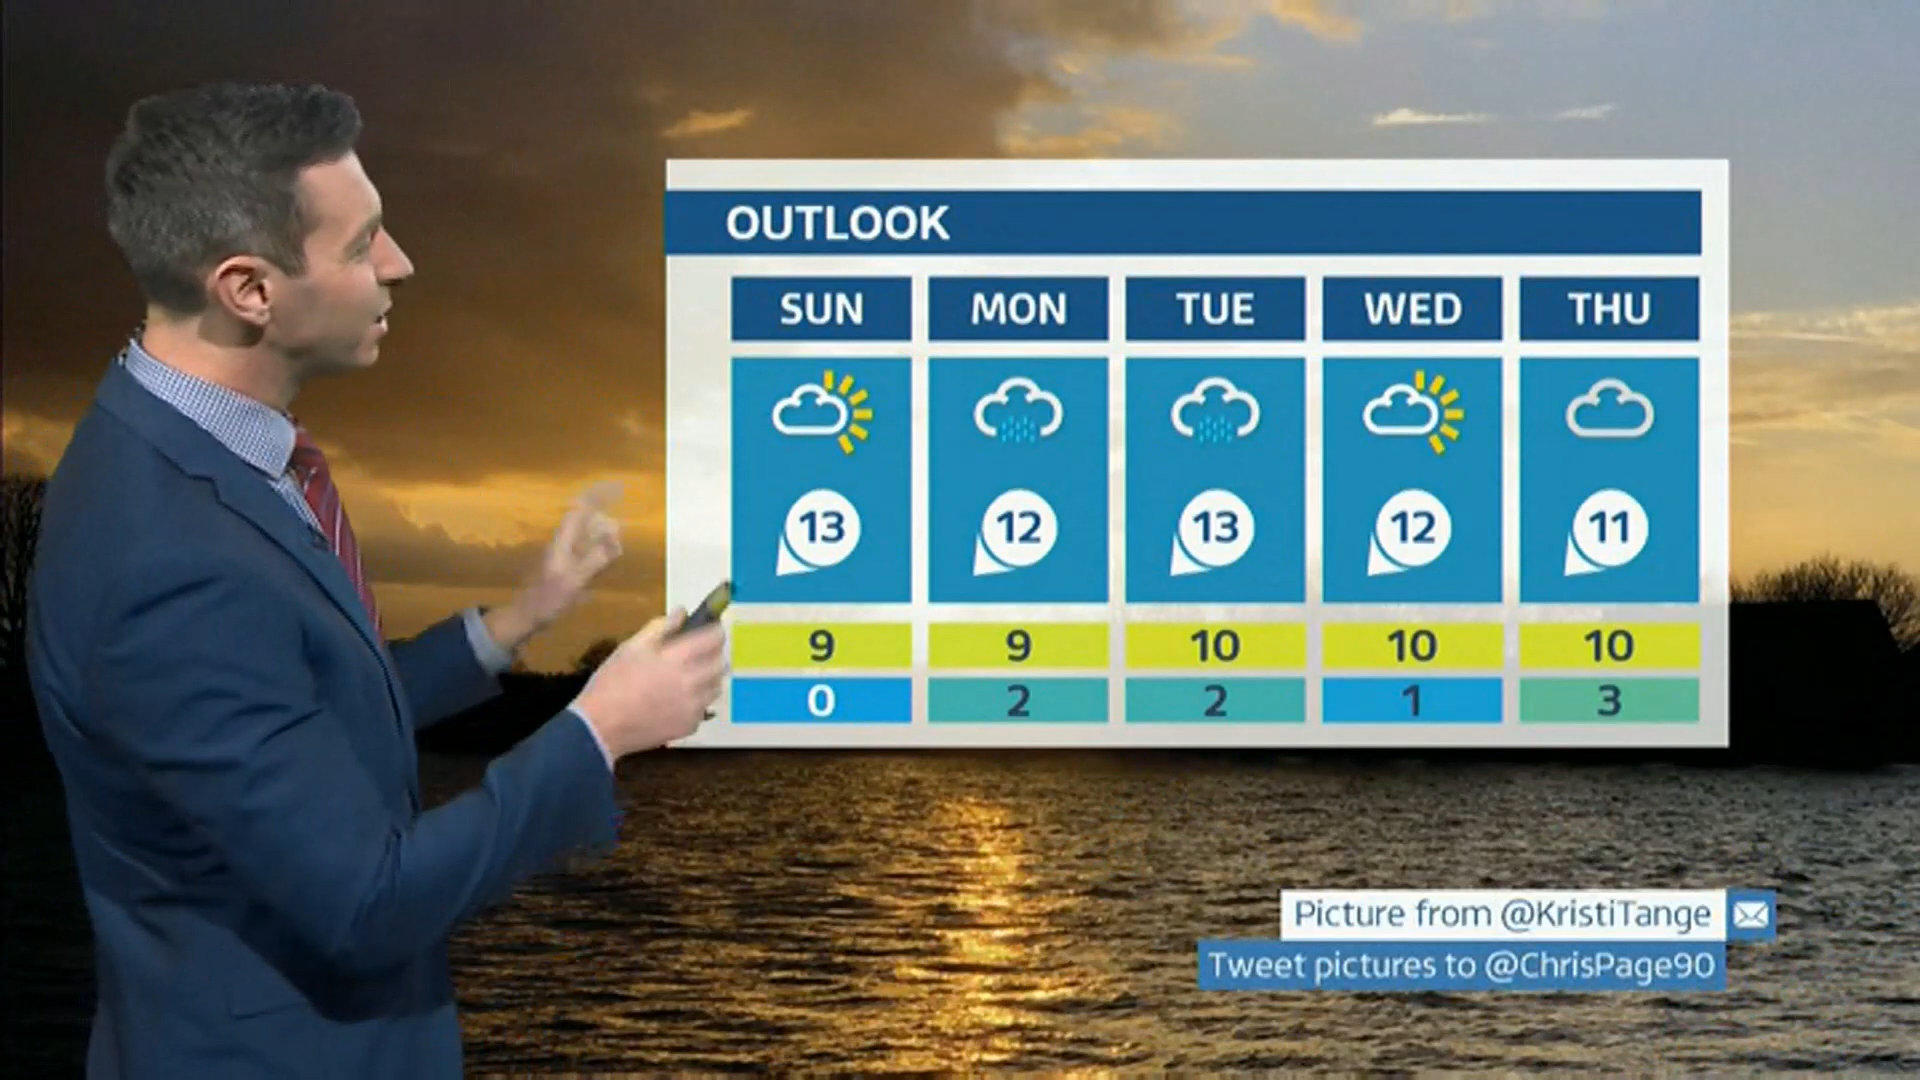 OUTLOOK
SUN MON TUE WED THU
13 12 13 12 11
9 9 10 10 10
0 2 2 1 3
Picture from @KristiTange
Tweet pictures to @ChrisPage90